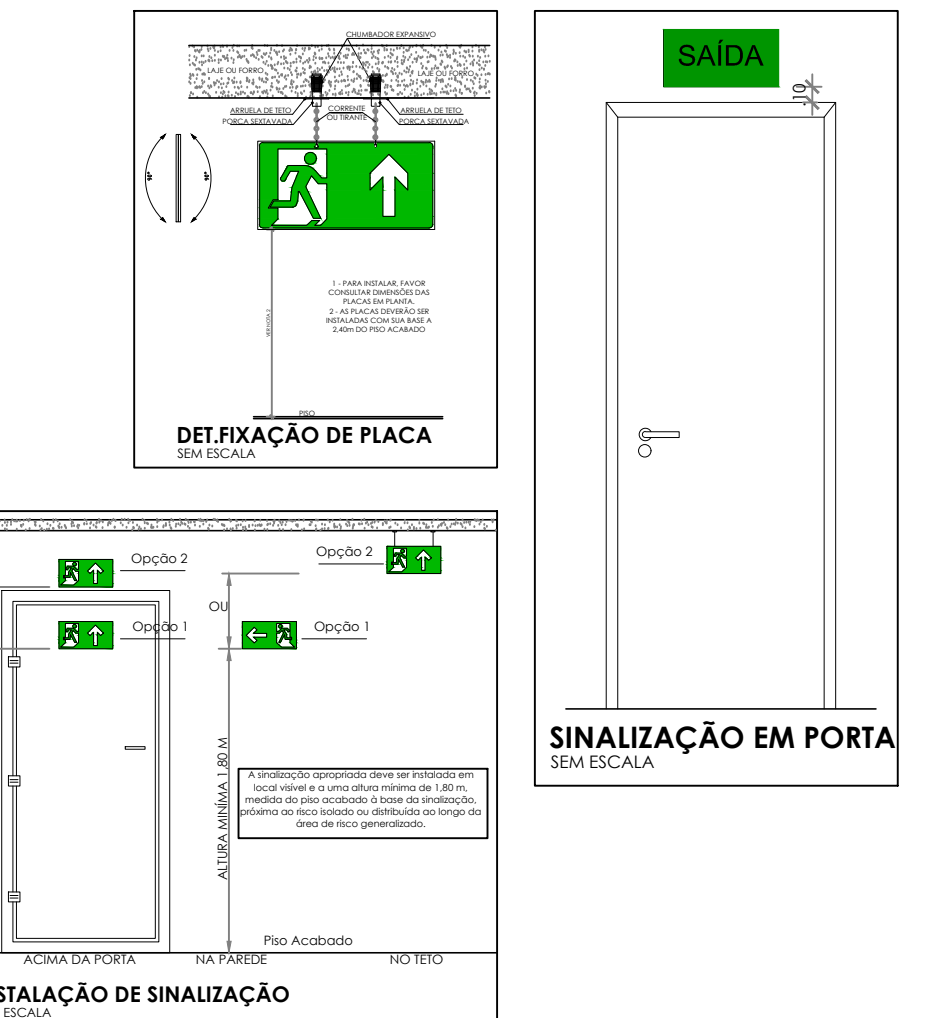 CHUMBADOR EXPANSIVO
LAJE OU FORRO
LAJE OU FORRO
ARRUELA DE TETO
PORCA SEXTAVADA
CORRENTE
OU TIRANTE
ARRUELA DE TETO
PORCA SEXTAVADA
90°
90°
1 - PARA INSTALAR, FAVOR
CONSULTAR DIMENSÕES DAS
PLACAS EM PLANTA.
2 - AS PLACAS DEVERÃO SER
INSTALADAS COM SUA BASE A
2,40m DO PISO ACABADO
VER NOTA 2
PISO
DET.FIXAÇÃO DE PLACA
SEM ESCALA
SAÍDA
.10
SINALIZAÇÃO EM PORTA
SEM ESCALA
Opção 2
Opção 2
OU
Opção 1
Opção 1
ALTURA MINÍMA 1,80 M
A sinalização apropriada deve ser instalada em
local visível e a uma altura mínima de 1,80 m,
medida do piso acabado à base da sinalização,
próxima ao risco isolado ou distribuída ao longo da
área de risco generalizado.
Piso Acabado
ACIMA DA PORTA
NA PAREDE
NO TETO
STALAÇÃO DE SINALIZAÇÃO
ESCALA